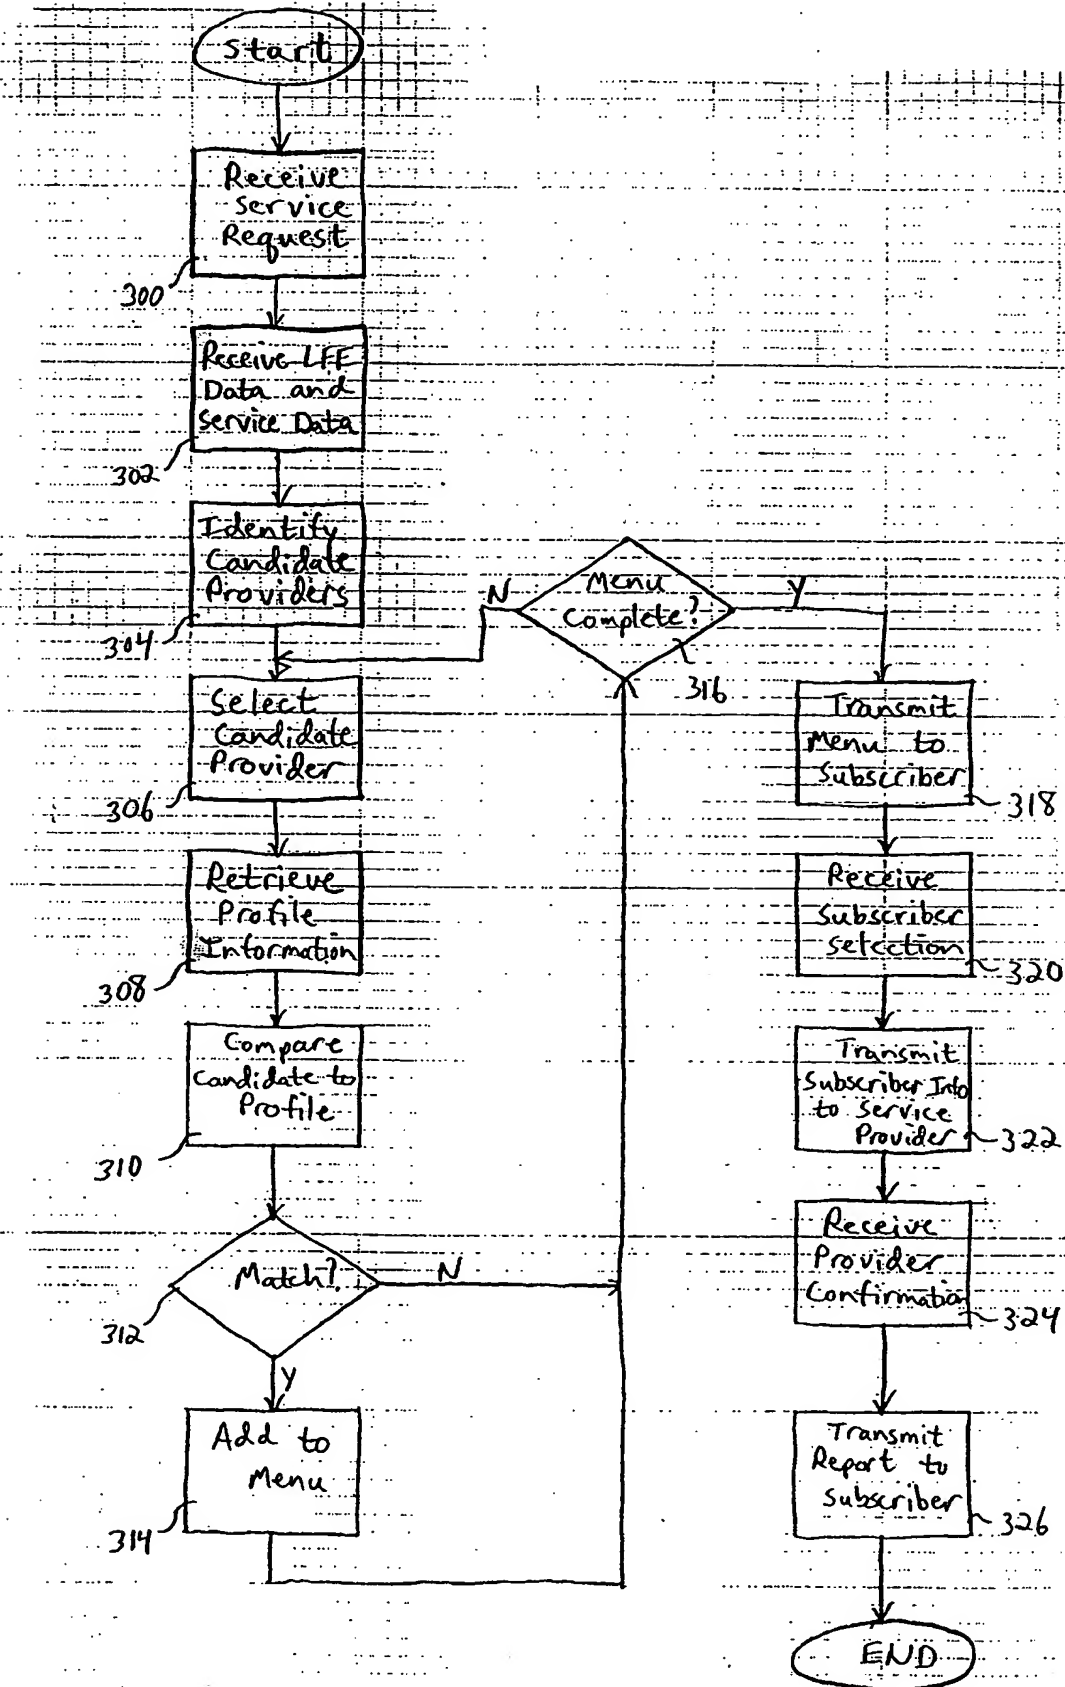 Start
Receive
Service
Request
300
Receive LFF
Data and
Service Data
302
Identify
Candidate
Providers
304
Select
Candidate
Provider
306
Retrieve
Profile
Information
308
Compare
Candidate to
Profile
310
Match?
N
312
Y
Add to
Menu
314
N
Menu
Complete?
Y
316
Transmit
Menu to
Subscriber
318
Receive
Subscriber
Selection
320
Transmit
Subscriber Info
to Service
Provider
322
Receive
Provider
Confirmation
324
Transmit
Report to
Subscriber
326
END